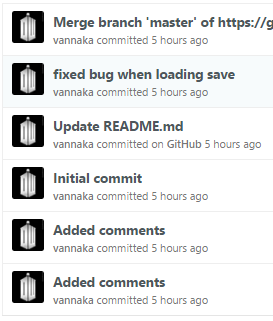 Merge branch 'master' of https://g
vannaka committed 5 hours ago
fixed bug when loading save
vannaka committed 5 hours ago
Update README.md
vannaka committed on GitHub 5 hours ago
Initial commit
vannaka committed 5 hours ago
Added comments
vannaka committed 5 hours ago
Added comments
vannaka committed 5 hours ago